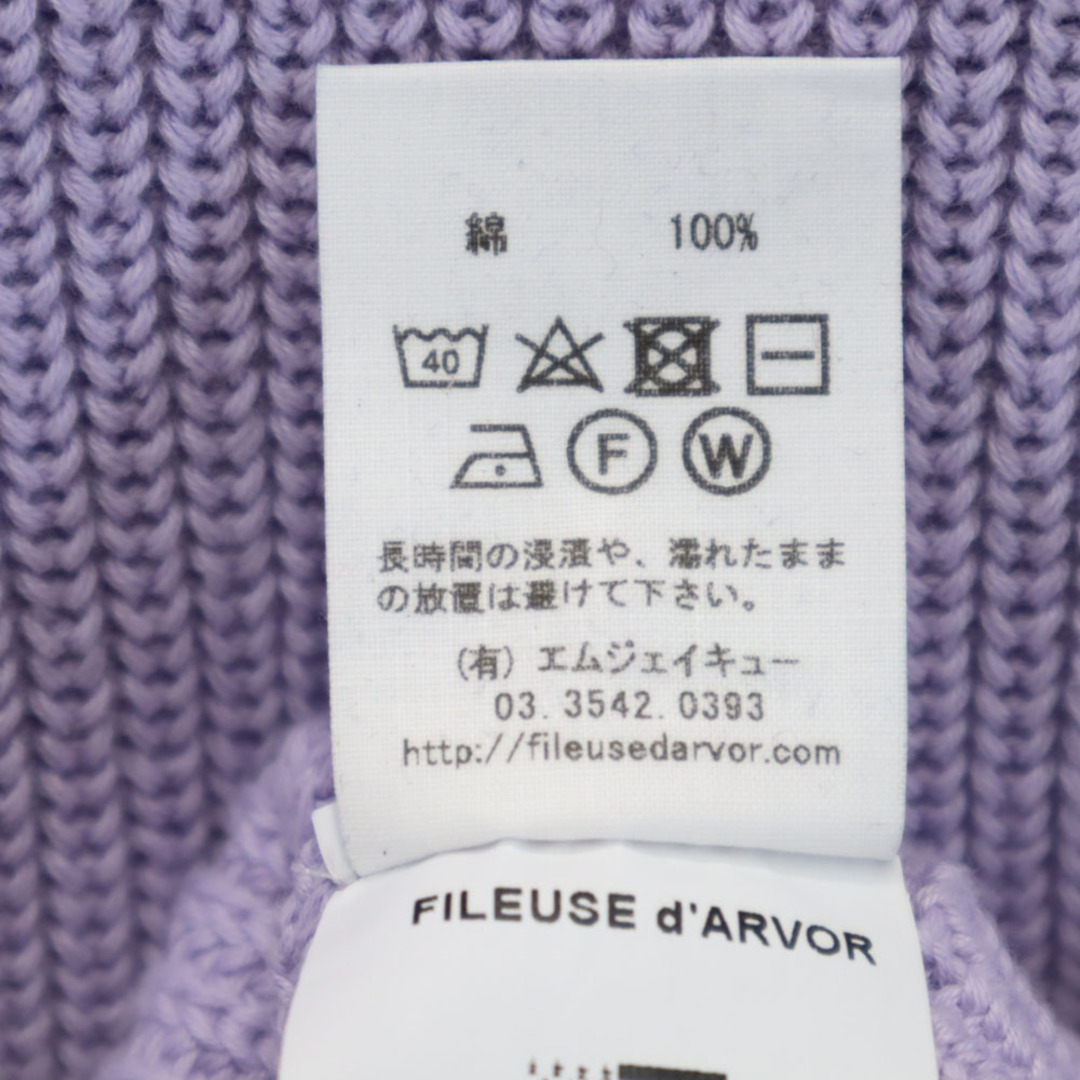 綿 100%
40
F W
長時間の浸漬や、濡れたまま
の放置は避けて下さい。
(有) エムジェイキュー
03. 3542. 0393
http://fileusedarvor.com
FILEUSE d'ARVOR